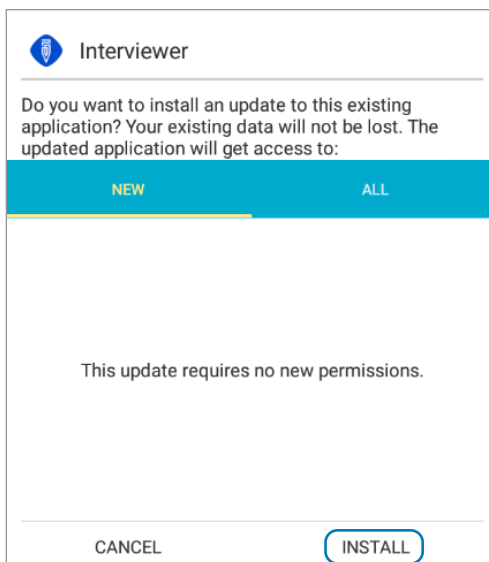 Interviewer
Do you want to install an update to this existing
application? Your existing data will not be lost. The
updated application will get access to:
NEW ALL
This update requires no new permissions.
CANCEL INSTALL